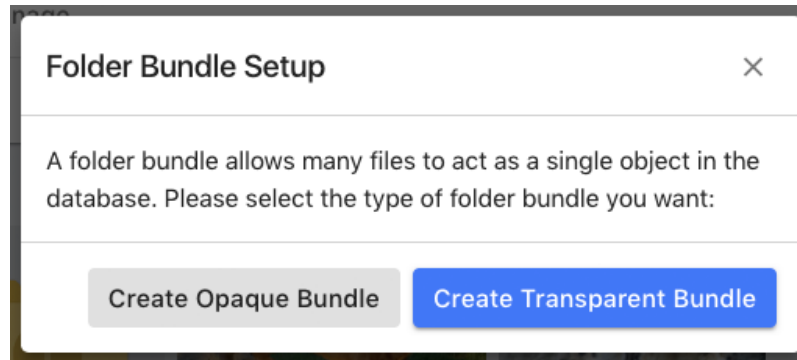 Folder Bundle Setup
A folder bundle allows many files to act as a single object in the
database. Please select the type of folder bundle you want:
Create Opaque Bundle
Create Transparent Bundle